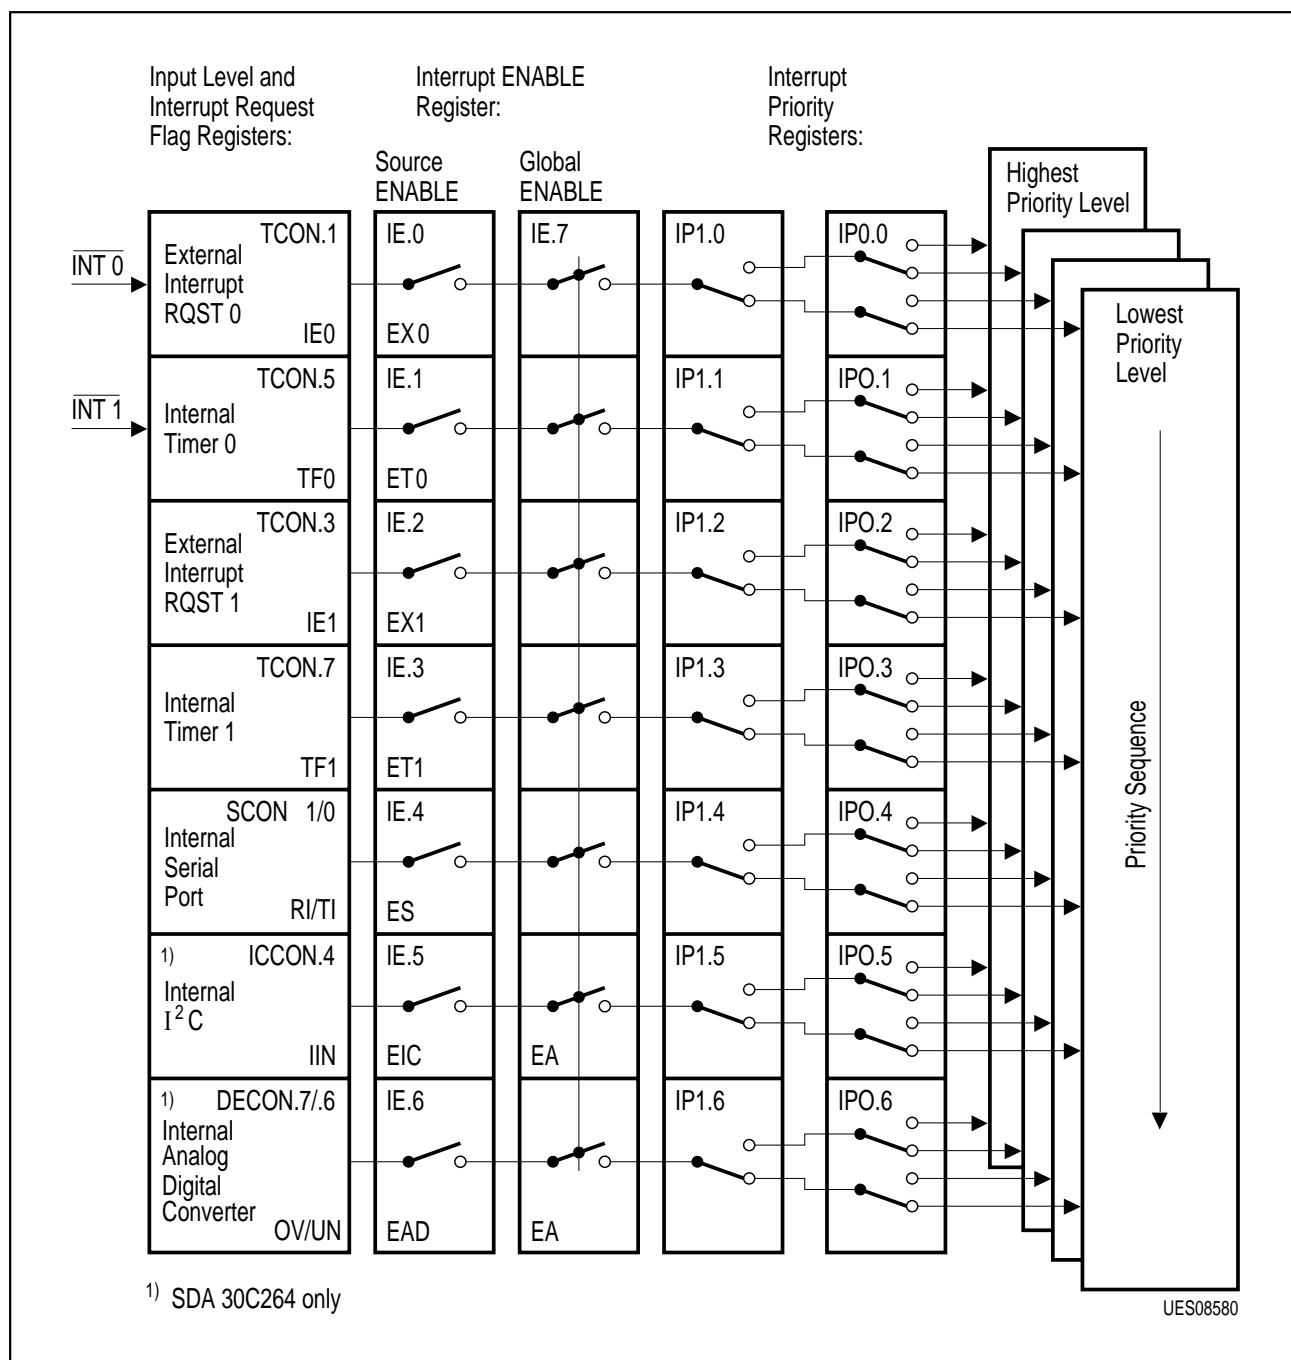 Input Level and
Interrupt Request
Flag Registers:
Interrupt ENABLE
Register:
Interrupt
Priority
Registers:
Source
ENABLE
Global
ENABLE
Highest
Priority Level
Lowest
Priority
Level
Priority Sequence
INT 0
TCON.1
External
Interrupt
RQST 0
IE0
IE.0
EX0
IE.7
IP1.0
IP0.0
INT 1
TCON.5
Internal
Timer 0
TF0
IE.1
ET0
IP1.1
IPO.1
TCON.3
External
Interrupt
RQST 1
IE1
IE.2
EX1
IP1.2
IPO.2
TCON.7
Internal
Timer 1
TF1
IE.3
ET1
IP1.3
IPO.3
SCON 1/0
Internal
Serial
Port
RI/TI
IE.4
ES
IP1.4
IPO.4
1) ICCON.4
Internal
I²C
IIN
IE.5
EIC
EA
IP1.5
IPO.5
1) DECON.7/.6
Internal
Analog
Digital
Converter
OV/UN
IE.6
EAD
EA
IP1.6
IPO.6
1) SDA 30C264 only
UES08580